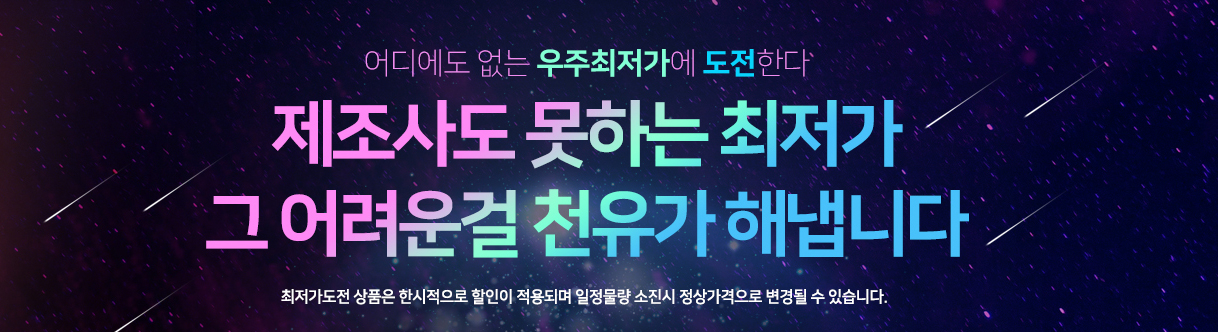 어디에도 없는 우주최저가에 도전한다
제조사도 못하는 최저가
그 어려운걸 천유가 해냅니다
최저가도전 상품은 한시적으로 할인이 적용되며 일정물량 소진시 정상가격으로 변경될 수 있습니다.